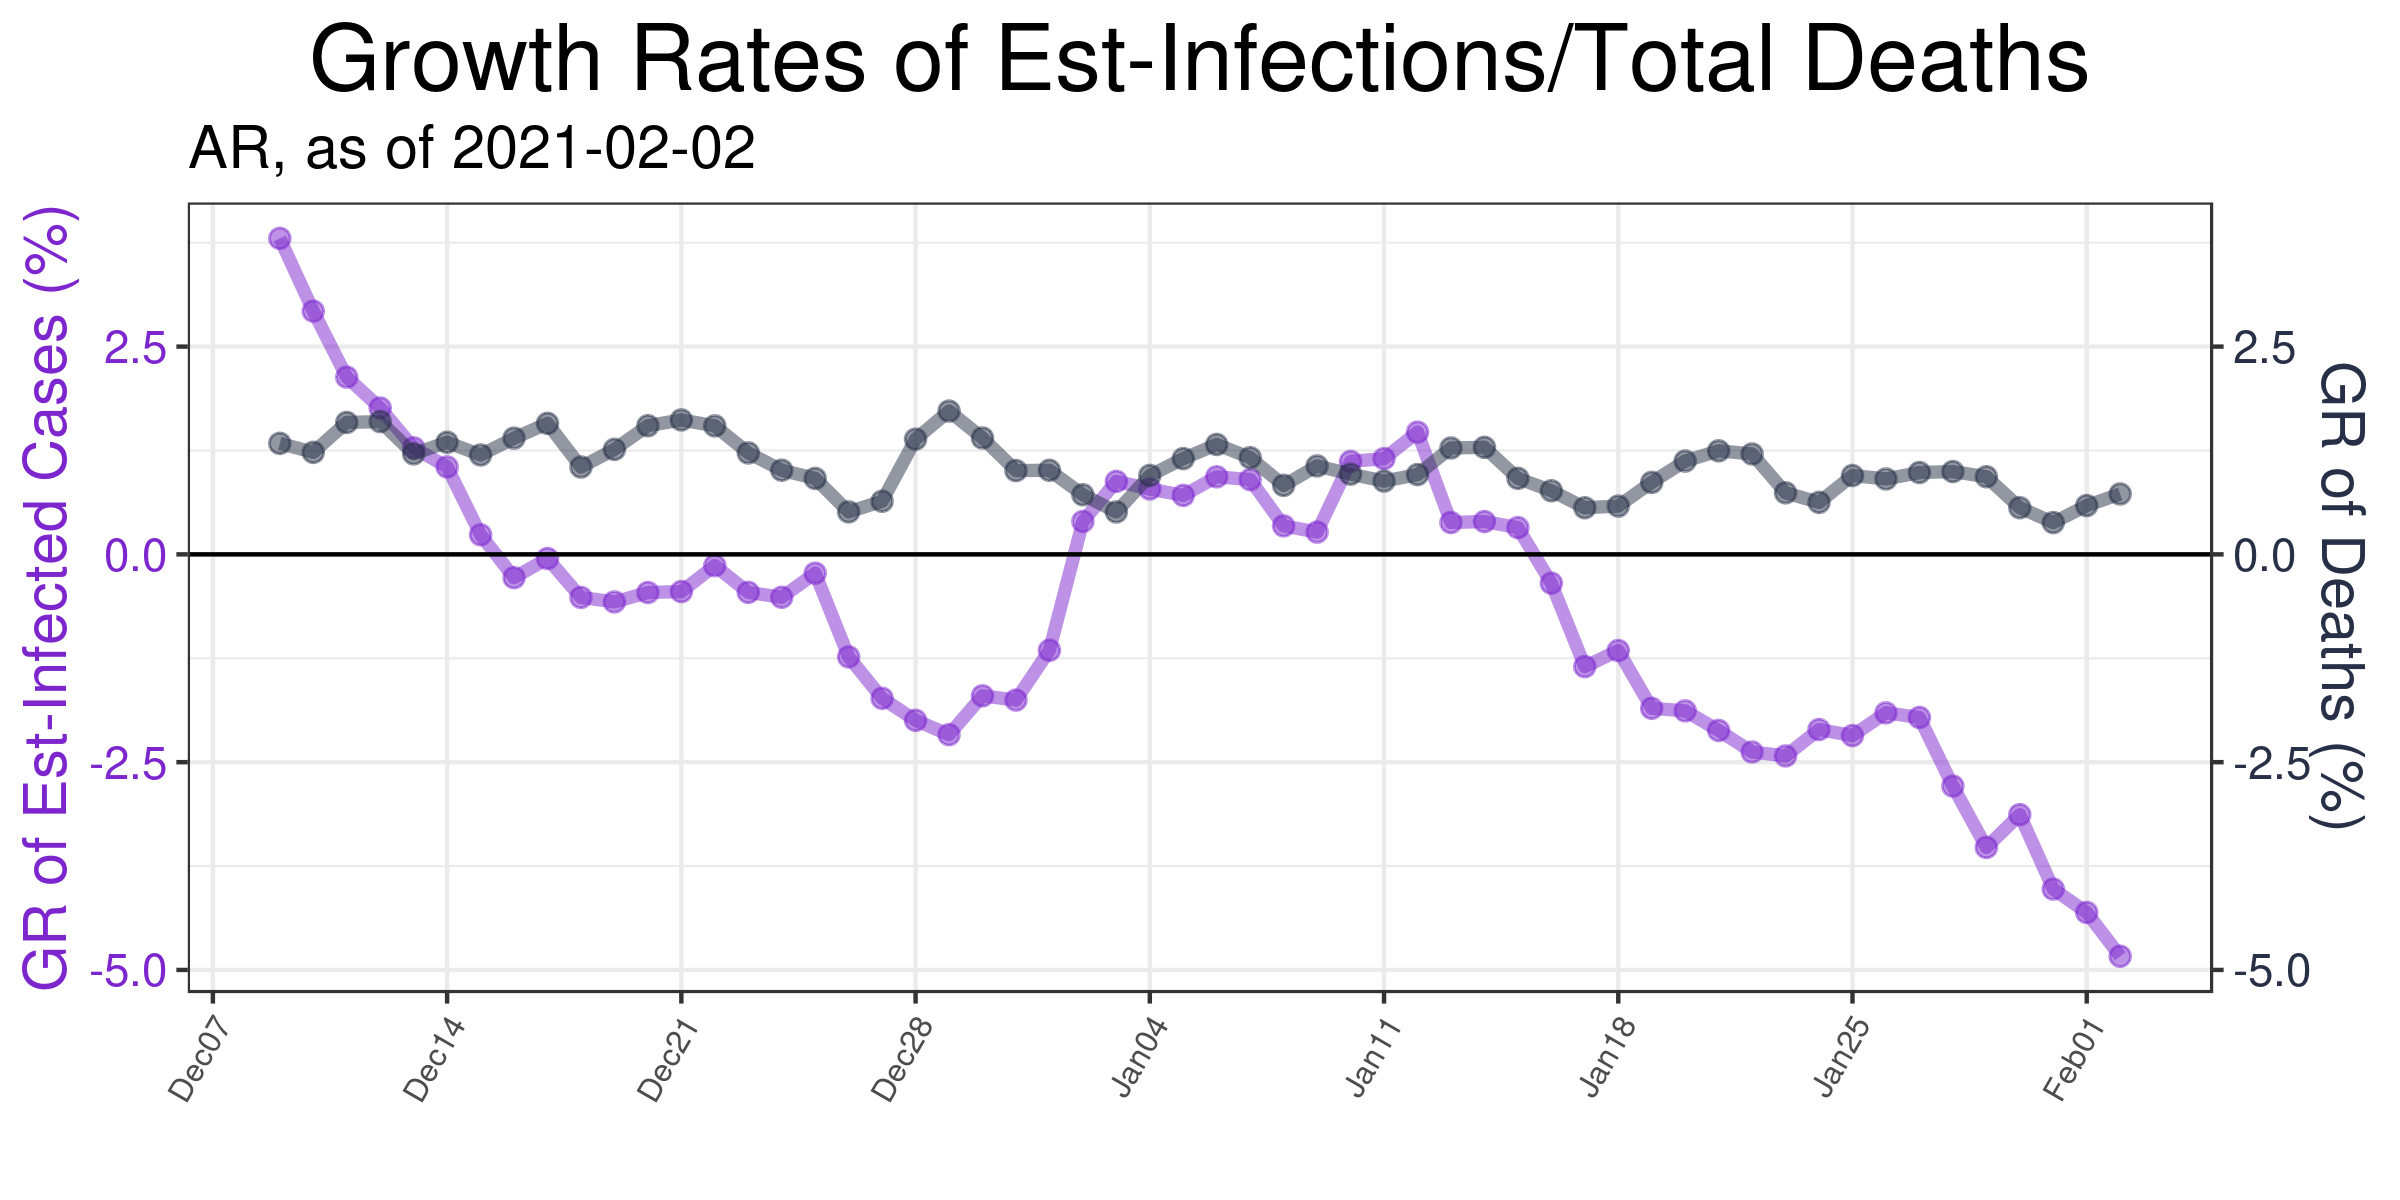 Growth Rates of Est-Infections/Total Deaths
AR, as of 2021-02-02
GR of Est-Infected Cases (%)
2.5
0.0
-2.5
-5.0
2.5
0.0
-2.5
-5.0
GR of Deaths (%)
Dec07
Dec14
Dec21
Dec28
Jan04
Jan11
Jan18
Jan25
Feb01